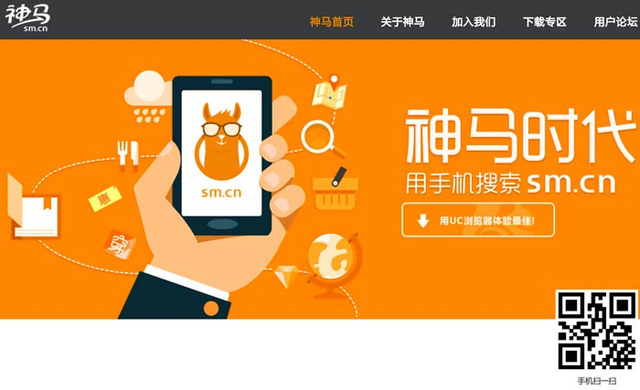 神马
sm.cn
神马首页 关于神马 加入我们 下载专区 用户论坛
神马时代
用手机搜索 sm.cn
用UC浏览器体验最佳!
sm.cn
惠
手机扫一扫